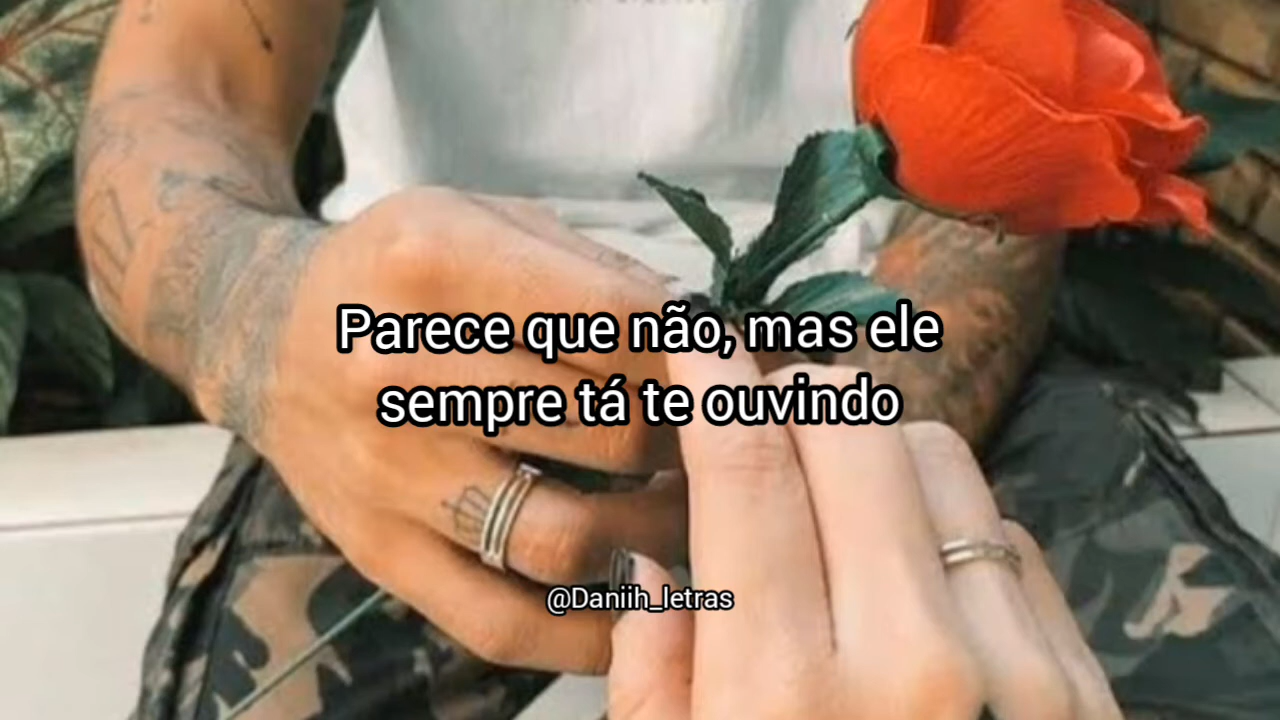 Parece que não, mas ele
sempre tá te ouvindo
@Daniih_letras